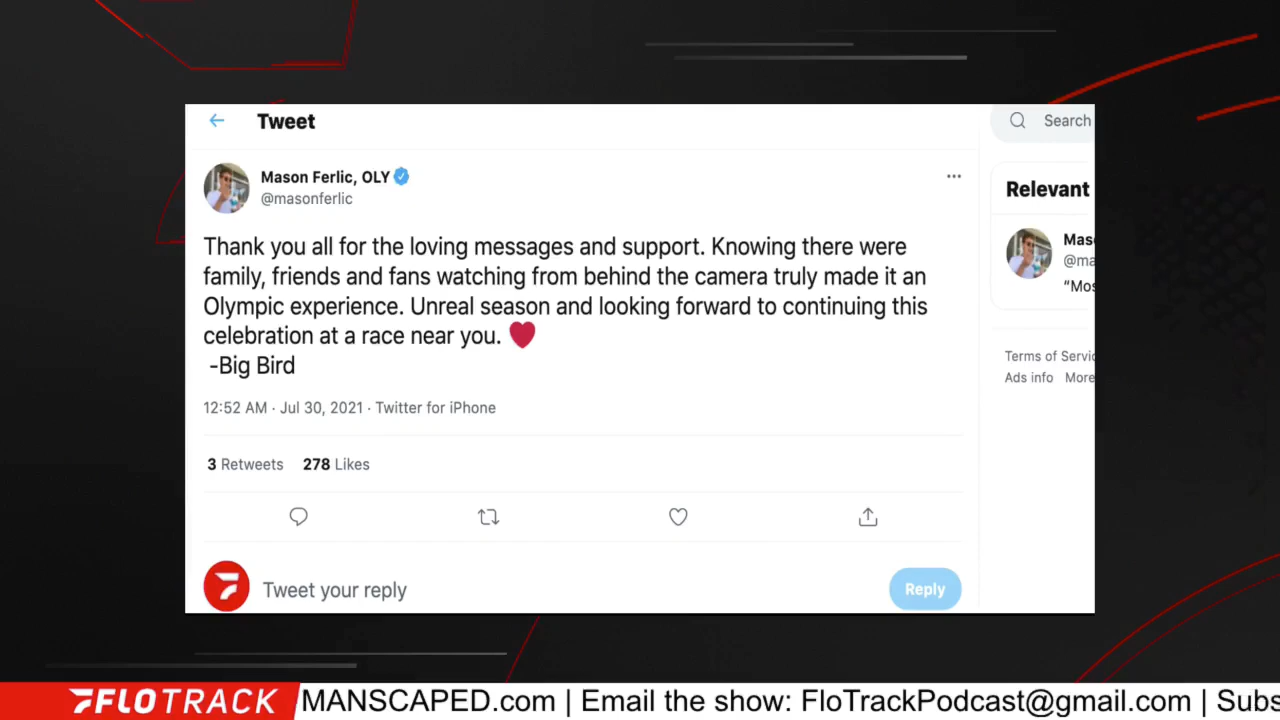 Tweet
Search
Mason Ferlic, OLY
@masonferlic
Thank you all for the loving messages and support. Knowing there were
family, friends and fans watching from behind the camera truly made it an
Olympic experience. Unreal season and looking forward to continuing this
celebration at a race near you. ❤
-Big Bird
12:52 AM · Jul 30, 2021 · Twitter for iPhone
3 Retweets 278 Likes
Tweet your reply
Reply
Relevant
Mas
@ma
“Mos
Terms of Servic
Ads info More
FLOTRACK
MANSCAPED.com | Email the show: FloTrackPodcast@gmail.com | Subs